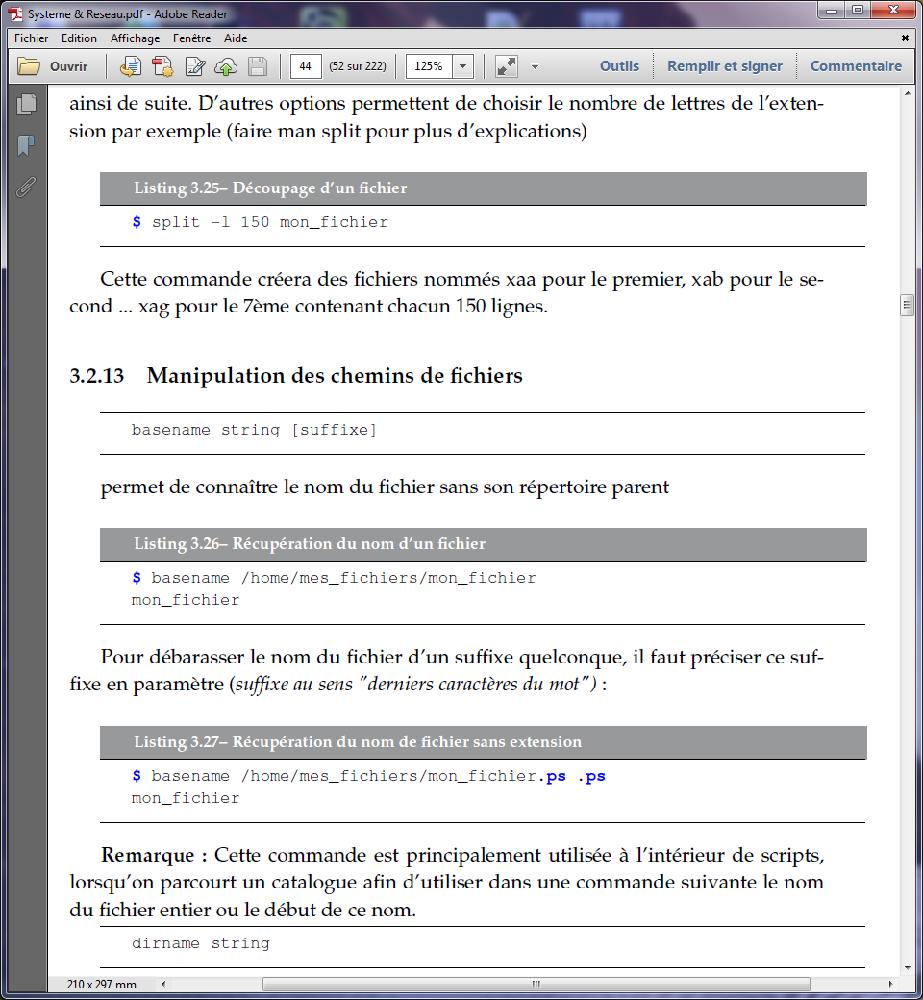 Systeme & Reseau.pdf - Adobe Reader
Fichier Edition Affichage Fenêtre Aide
Ouvrir 44 (52 sur 222) 125% Outils Remplir et signer Commentaire
ainsi de suite. D'autres options permettent de choisir le nombre de lettres de l'exten-
sion par exemple (faire man split pour plus d'explications)
Listing 3.25– Découpage d'un fichier
$ split -l 150 mon_fichier
Cette commande créera des fichiers nommés xaa pour le premier, xab pour le se-
cond ... xag pour le 7ème contenant chacun 150 lignes.
3.2.13 Manipulation des chemins de fichiers
basename string [suffixe]
permet de connaître le nom du fichier sans son répertoire parent
Listing 3.26– Récupération du nom d'un fichier
$ basename /home/mes_fichiers/mon_fichier
mon_fichier
Pour débarasser le nom du fichier d'un suffixe quelconque, il faut préciser ce suf-
fixe en paramètre (suffixe au sens "derniers caractères du mot") :
Listing 3.27– Récupération du nom de fichier sans extension
$ basename /home/mes_fichiers/mon_fichier.ps .ps
mon_fichier
Remarque : Cette commande est principalement utilisée à l'intérieur de scripts,
lorsqu'on parcourt un catalogue afin d'utiliser dans une commande suivante le nom
du fichier entier ou le début de ce nom.
dirname string
210 x 297 mm